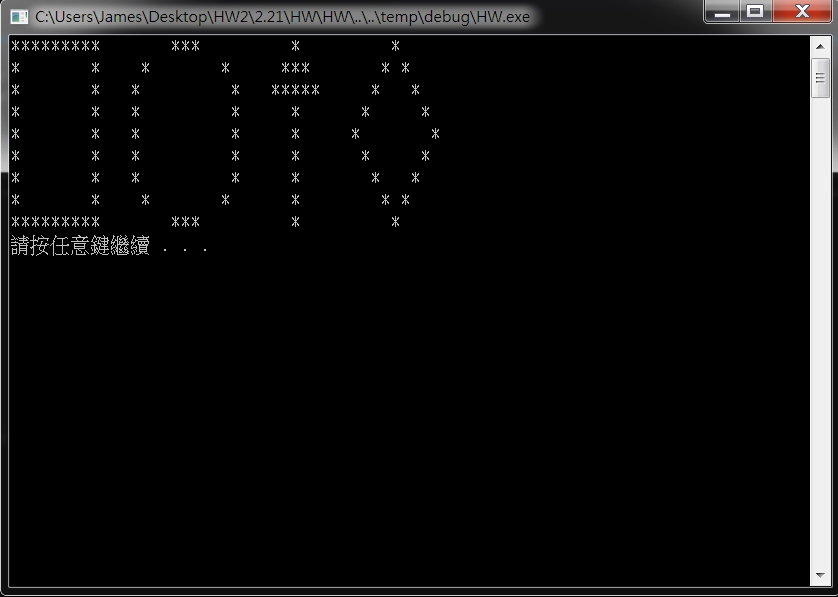 C:\Users\James\Desktop\HW2\2.21\HW\HW\..\..\temp\debug\HW.exe
*********       ***         *         *
*       *    *       *     ***       * *
*       *   *         *   *****     *   *
*       *   *         *     *      *     *
*       *   *         *     *     *       *
*       *   *         *     *      *     *
*       *   *         *     *       *   *
*       *    *       *      *        * *
*********       ***         *         *
請按任意鍵繼續 . . .